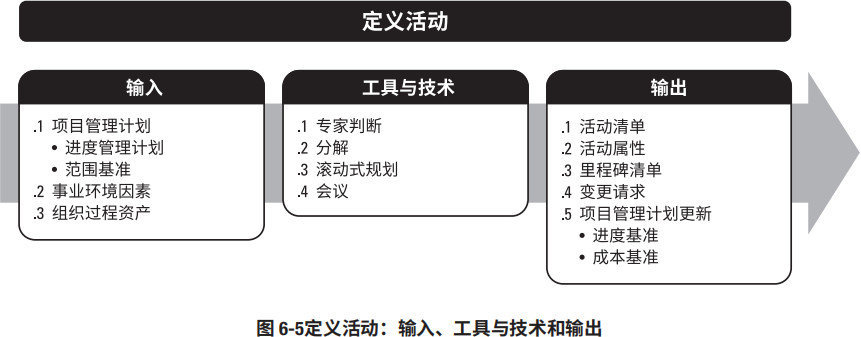 定义活动
输入
.1 项目管理计划
• 进度管理计划
• 范围基准
.2 事业环境因素
.3 组织过程资产
工具与技术
.1 专家判断
.2 分解
.3 滚动式规划
.4 会议
输出
.1 活动清单
.2 活动属性
.3 里程碑清单
.4 变更请求
.5 项目管理计划更新
• 进度基准
• 成本基准
图 6-5定义活动：输入、工具与技术和输出